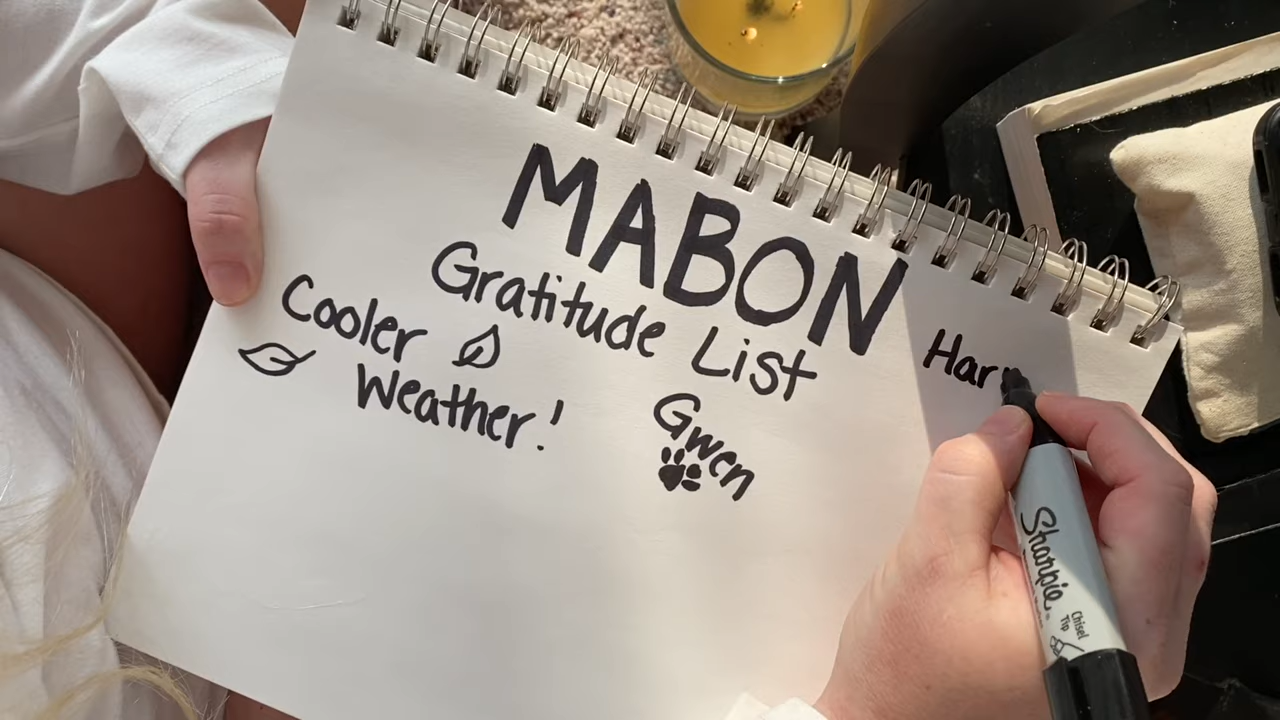 MABON
Gratitude List
Cooler
Weather!
Gwen
Har
Sharpie
Chisel
Tip